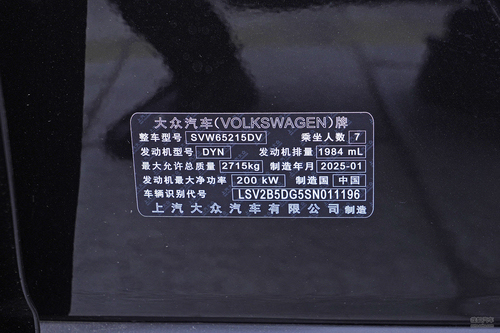 大众汽车(VOLKSWAGEN)牌
整车型号 SVW65215DV 乘坐人数 7
发动机型号 DYN 发动机排量 1984 mL
最大允许总质量 2715kg 制造年月 2025-01
发动机最大净功率 200 kW 制造国 中国
车辆识别代号 LSV2B5DG5SN011196
上汽大众汽车有限公司 制造